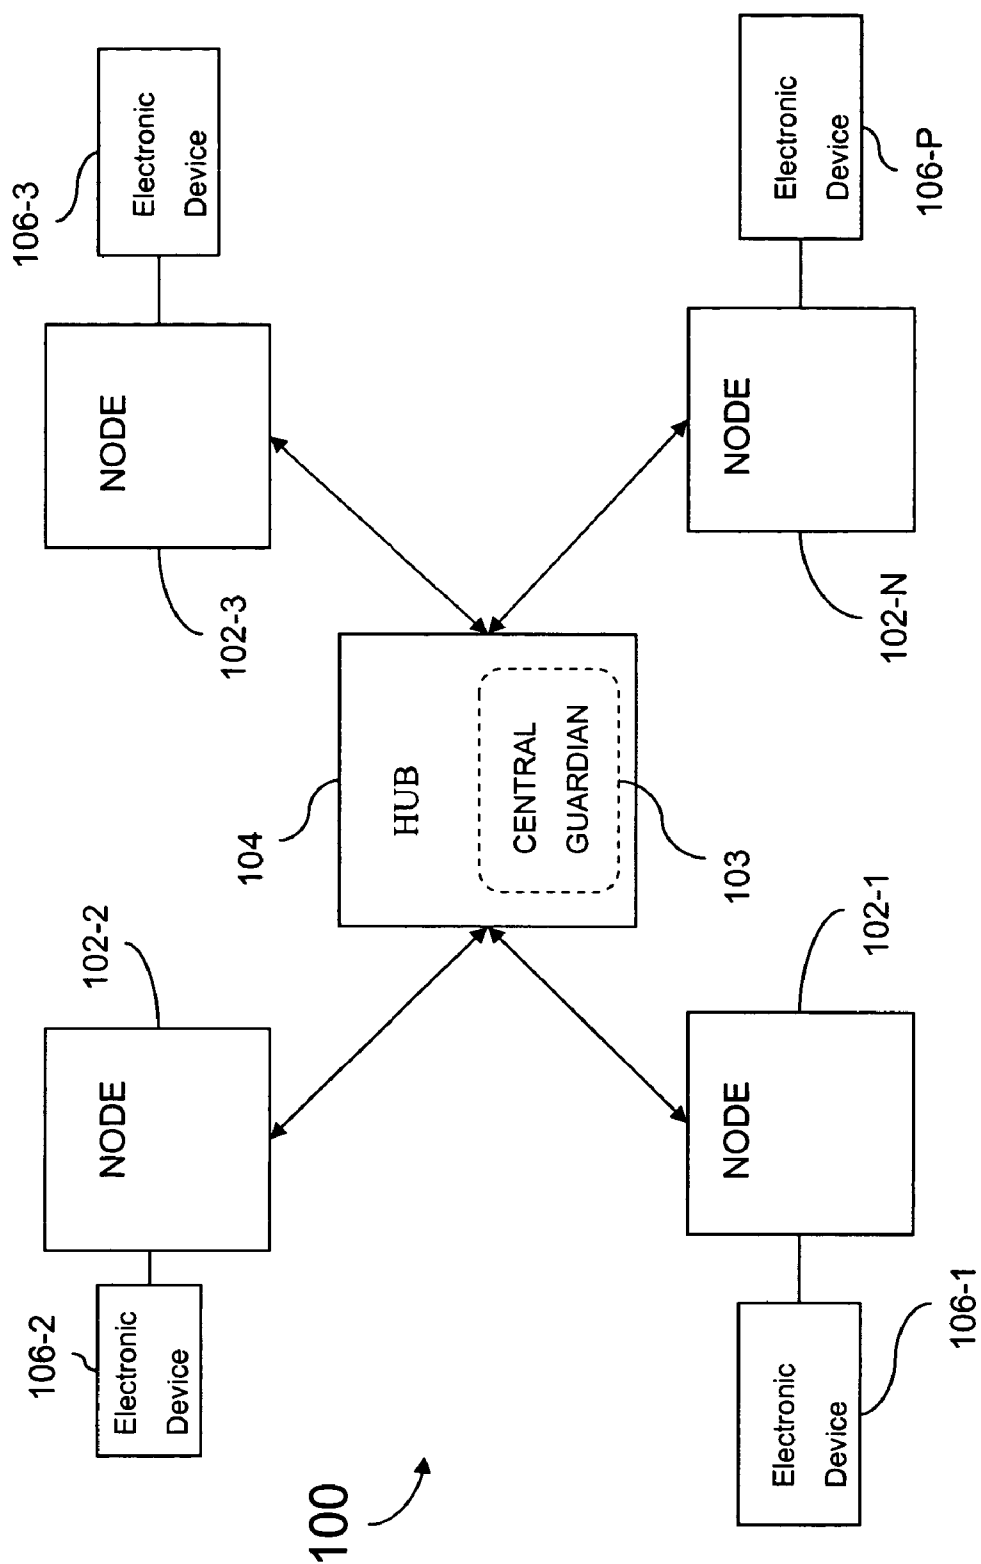 106-2
Electronic
Device
NODE
102-2
102-3
NODE
106-3
Electronic
Device
100
104
HUB
CENTRAL
GUARDIAN
103
Electronic
Device
106-1
NODE
102-1
NODE
102-N
Electronic
Device
106-P